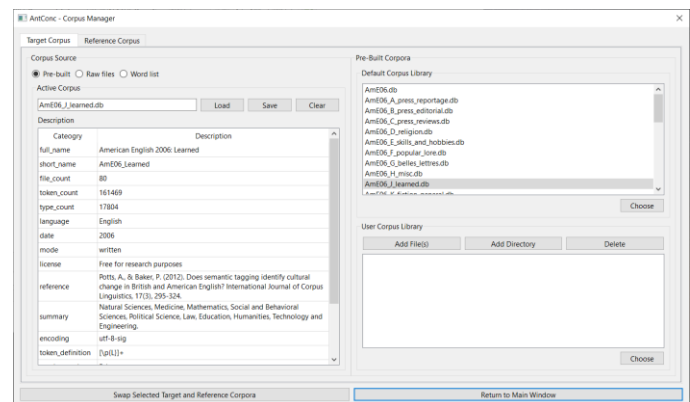 AntConc - Corpus Manager
Target Corpus Reference Corpus
Corpus Source
Pre-built Raw files Word list
Active Corpus
AmE06_J_learned.db Load Save Clear
Description
Cateogry Description
full_name American English 2006: Learned
short_name AmE06_Learned
file_count 80
token_count 161469
type_count 17804
language English
date 2006
mode written
license Free for research purposes
reference Potts, A., & Baker, P. (2012). Does semantic tagging identify cultural
change in British and American English? International Journal of Corpus
Linguistics, 17(3), 295-324.
summary Natural Sciences, Medicine, Mathematics, Social and Behavioral
Sciences, Political Science, Law, Education, Humanities, Technology and
Engineering.
encoding utf-8-sig
token_definition [\p{L}]+
Pre-Built Corpora
Default Corpus Library
AmE06.db
AmE06_A_press_reportage.db
AmE06_B_press_editorial.db
AmE06_C_press_reviews.db
AmE06_D_religion.db
AmE06_E_skills_and_hobbies.db
AmE06_F_popular_lore.db
AmE06_G_belles_lettres.db
AmE06_H_misc.db
AmE06_J_learned.db
AmE06_K_fiction_general.db
Choose
User Corpus Library
Add File(s) Add Directory Delete
Choose
Swap Selected Target and Reference Corpora Return to Main Window